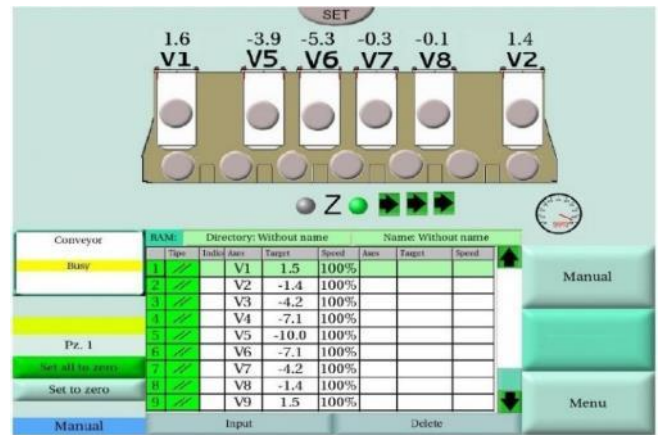 SET
1.6 -3.9 -5.3 -0.3 -0.1 1.4
V1 V5 V6 V7 V8 V2
Z
Conveyor
Busy
Pz. 1
Set all to zero
Set to zero
Manual
RAM: Directory: Without name Name: Without name
Tipo Indice Axes Target Speed Axes Target Speed
1 V1 1.5 100%
2 V2 -1.4 100%
3 V3 -4.2 100%
4 V4 -7.1 100%
5 V5 -10.0 100%
6 V6 -7.1 100%
7 V7 -4.2 100%
8 V8 -1.4 100%
9 V9 1.5 100%
Input Delete
Manual
Menu